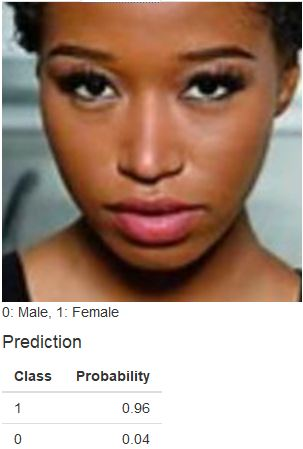 0: Male, 1: Female
Prediction
Class Probability
1 0.96
0 0.04